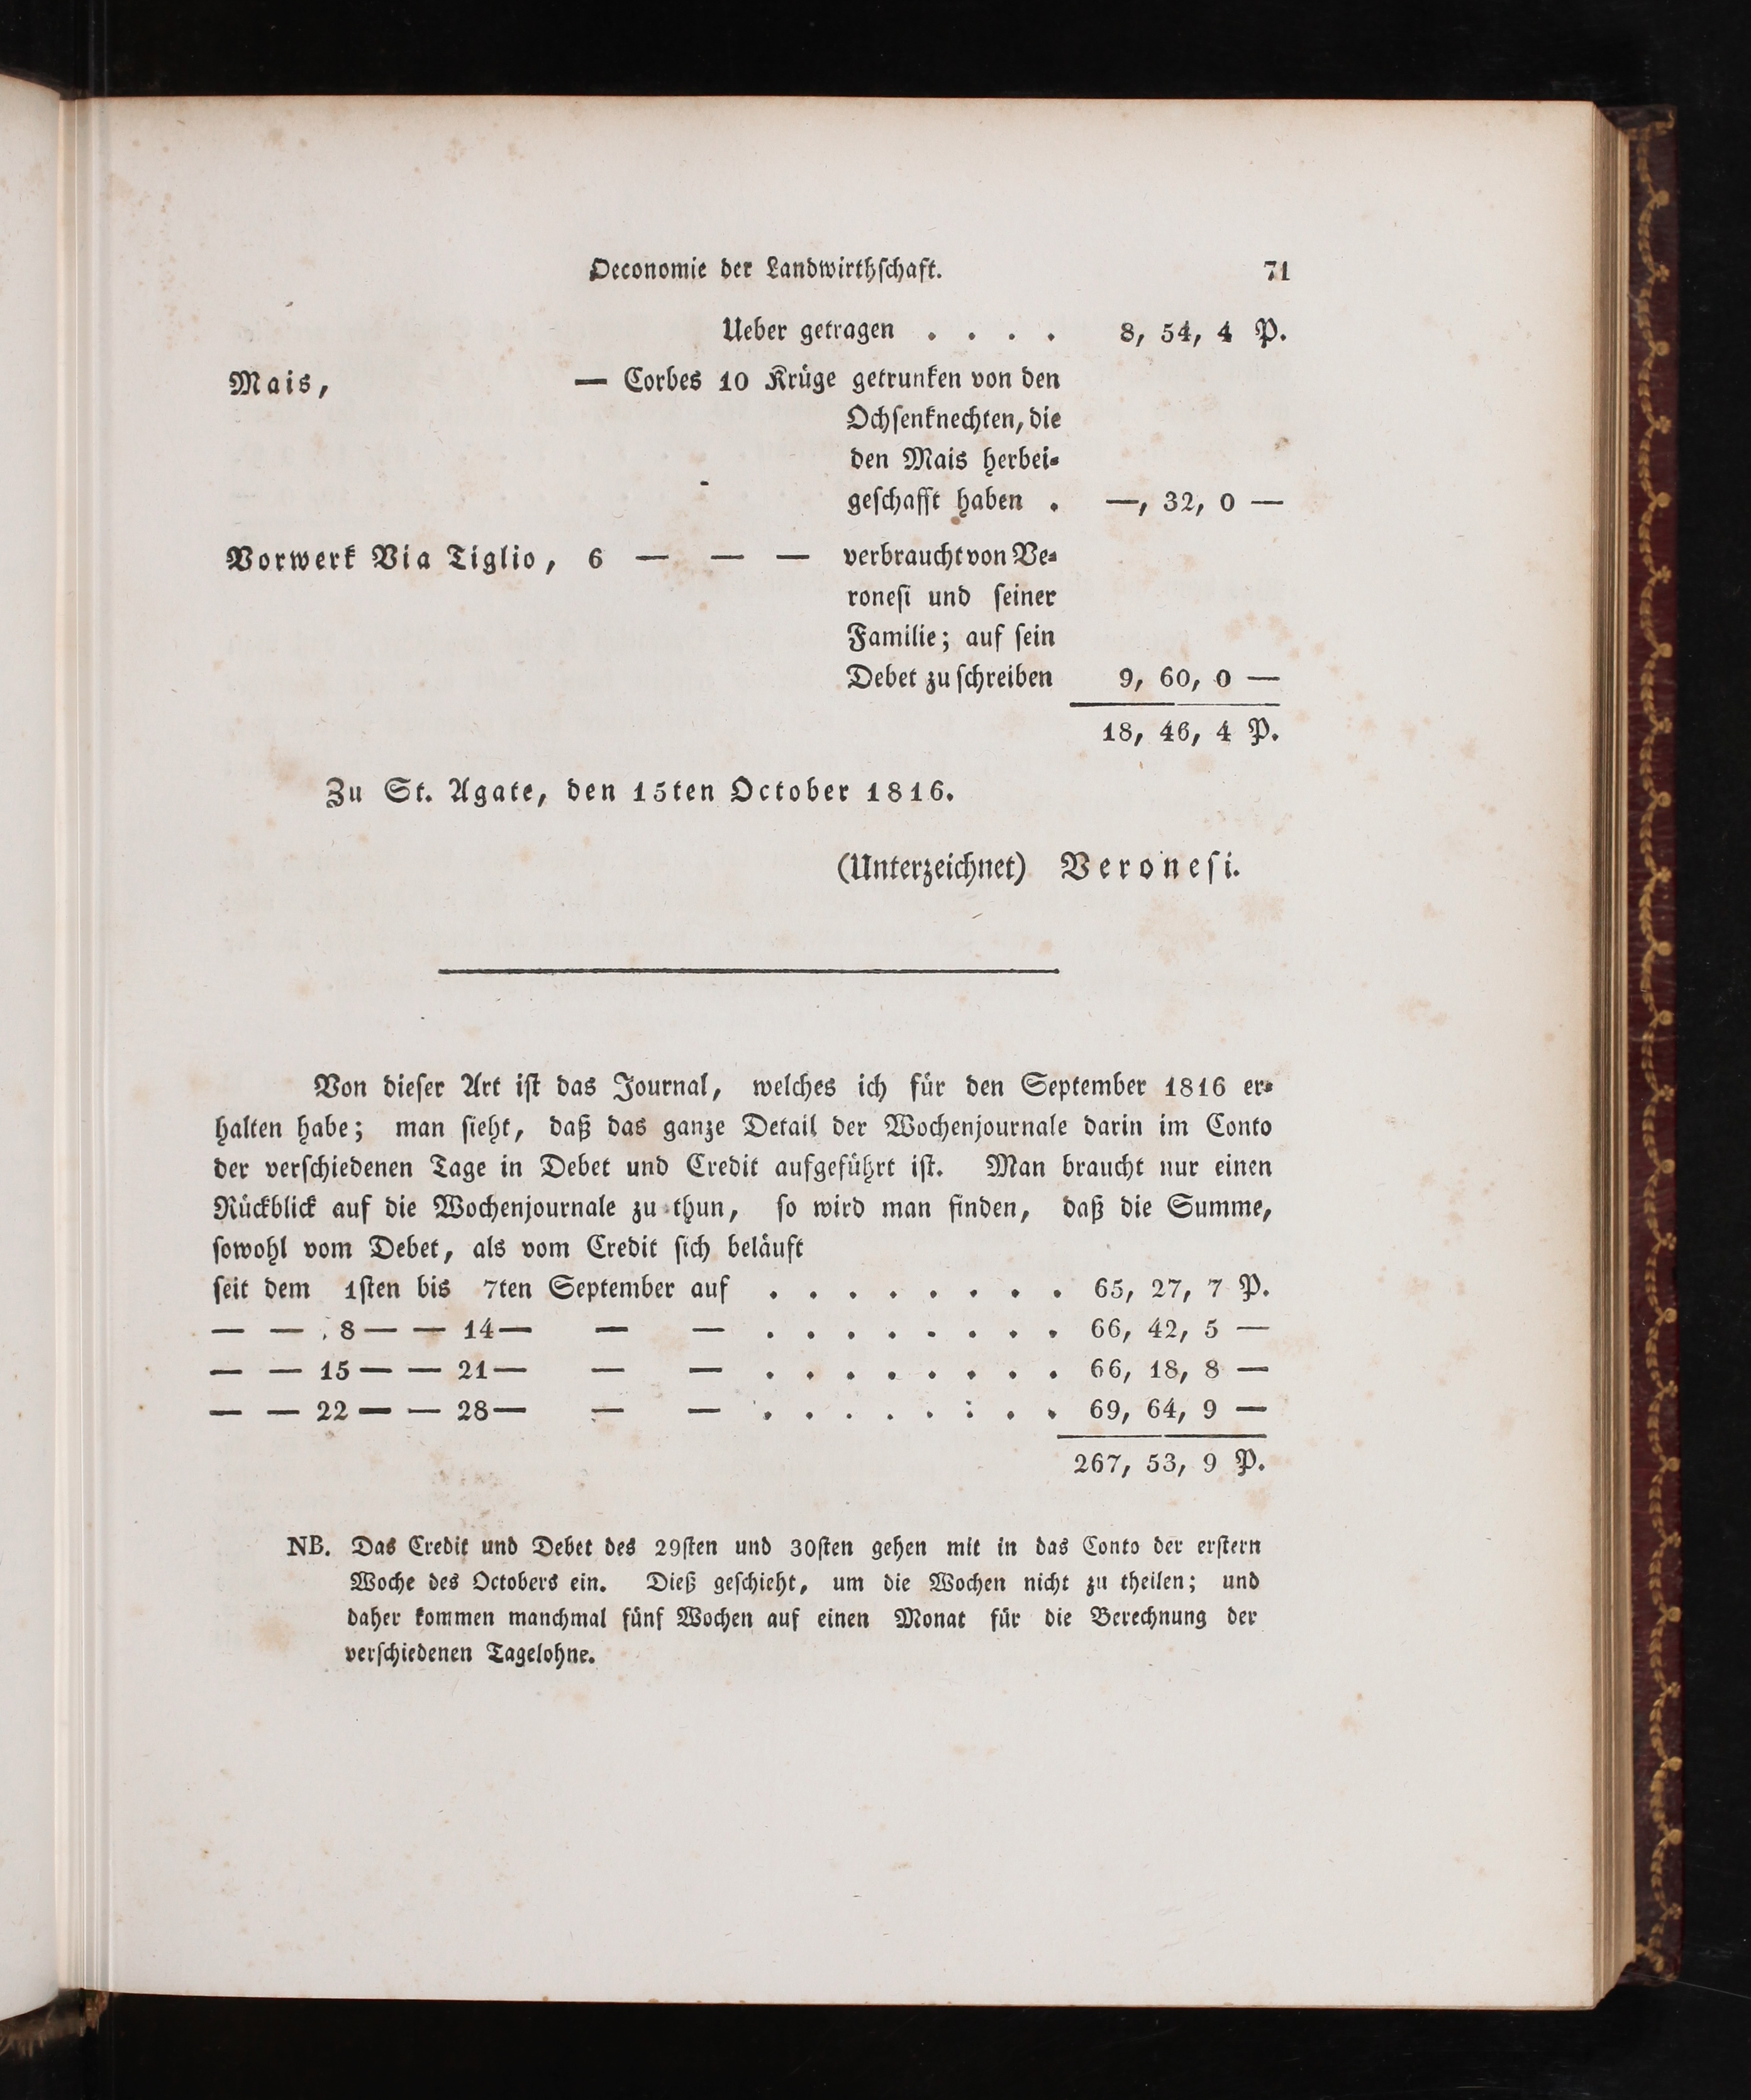 Oeconomie der Landwirthschaft. 71
Ueber getragen . . . . 8, 54, 4 P.
Mais, — Corbes 10 Krüge getrunken von den
Ochsenknechten, die
den Mais herbei-
geschafft haben . —, 32, 0 —
Vorwerk Via Tiglio, 6 — — — verbraucht von Ve-
ronesi und seiner
Familie; auf sein
Debet zu schreiben 9, 60, 0 —
18, 46, 4 P.
Zu St. Agate, den 15ten October 1816.
(Unterzeichnet) Veronesi.
Von dieser Art ist das Journal, welches ich für den September 1816 er-
halten habe; man sieht, daß das ganze Detail der Wochenjournale darin im Conto
der verschiedenen Tage in Debet und Credit aufgeführt ist. Man braucht nur einen
Rückblick auf die Wochenjournale zu thun, so wird man finden, daß die Summe,
sowohl vom Debet, als vom Credit sich beläuft
seit dem 1sten bis 7ten September auf . . . . . . . . 65, 27, 7 P.
— — 8 — — 14 — — — . . . . . . . . 66, 42, 5 —
— — 15 — — 21 — — — . . . . . . . . 66, 18, 8 —
— — 22 — — 28 — — — . . . . . . . . 69, 64, 9 —
267, 53, 9 P.
NB. Das Credit und Debet des 29sten und 30sten gehen mit in das Conto der erstern
Woche des Octobers ein. Dieß geschieht, um die Wochen nicht zu theilen; und
daher kommen manchmal fünf Wochen auf einen Monat für die Berechnung der
verschiedenen Tagelohne.